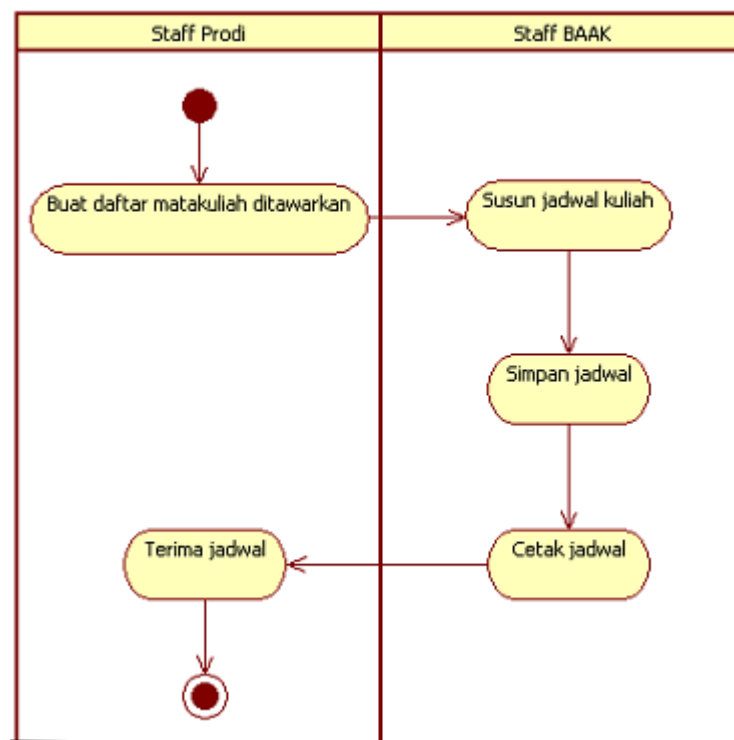 Staff Prodi
Staff BAAK
Buat daftar matakuliah ditawarkan
Susun jadwal kuliah
Simpan jadwal
Terima jadwal
Cetak jadwal